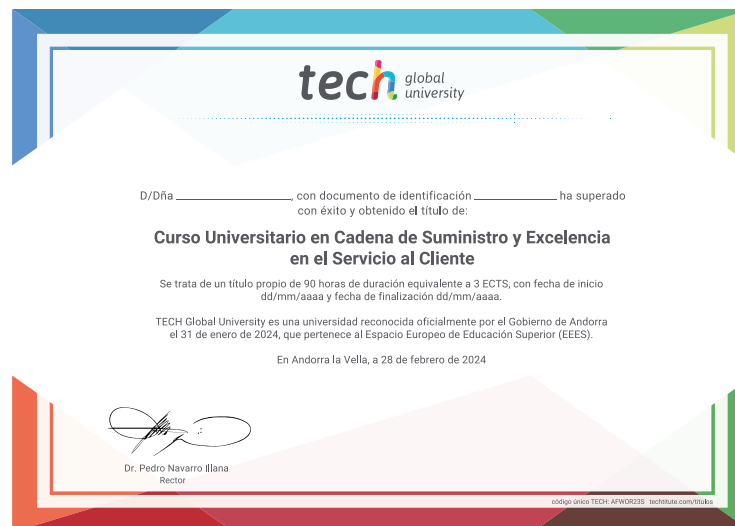 tech global university
D/Dña ____________________, con documento de identificación ______________ ha superado
con éxito y obtenido el título de:
Curso Universitario en Cadena de Suministro y Excelencia
en el Servicio al Cliente
Se trata de un título propio de 90 horas de duración equivalente a 3 ECTS, con fecha de inicio
dd/mm/aaaa y fecha de finalización dd/mm/aaaa.
TECH Global University es una universidad reconocida oficialmente por el Gobierno de Andorra
el 31 de enero de 2024, que pertenece al Espacio Europeo de Educación Superior (EEES).
En Andorra la Vella, a 28 de febrero de 2024
Dr. Pedro Navarro Illana
Rector
código único TECH: AFWOR23S techtitute.com/titulos